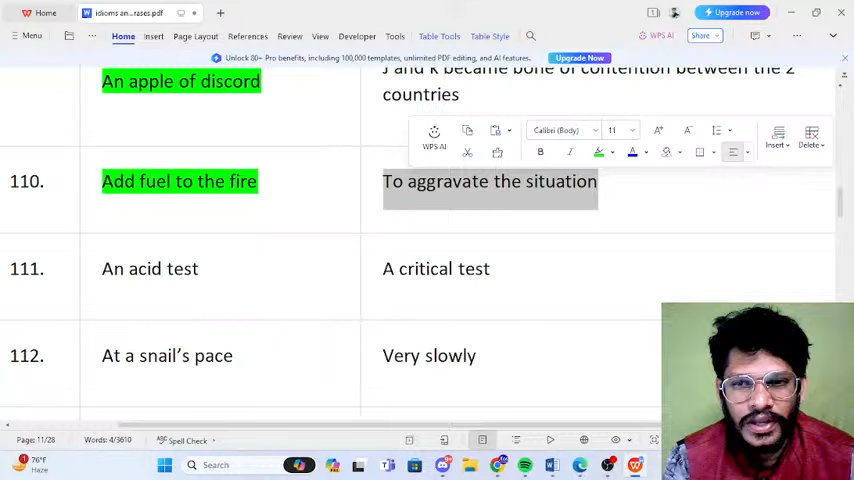 Home
idioms an...rases.pdf
Upgrade now
Menu
Home Insert Page Layout References Review View Developer Tools Table Tools Table Style
WPS AI
Share
Unlock 80+ Pro benefits, including 100,000 templates, unlimited PDF editing, and AI features.
Upgrade Now
An apple of discord
J and k became bone of contention between the 2
countries
WPS AI
Calibri (Body) 11
Insert Delete
110. Add fuel to the fire To aggravate the situation
111. An acid test A critical test
112. At a snail's pace Very slowly
Page: 11/28 Words: 4/3610 Spell Check
76°F
Haze
Search